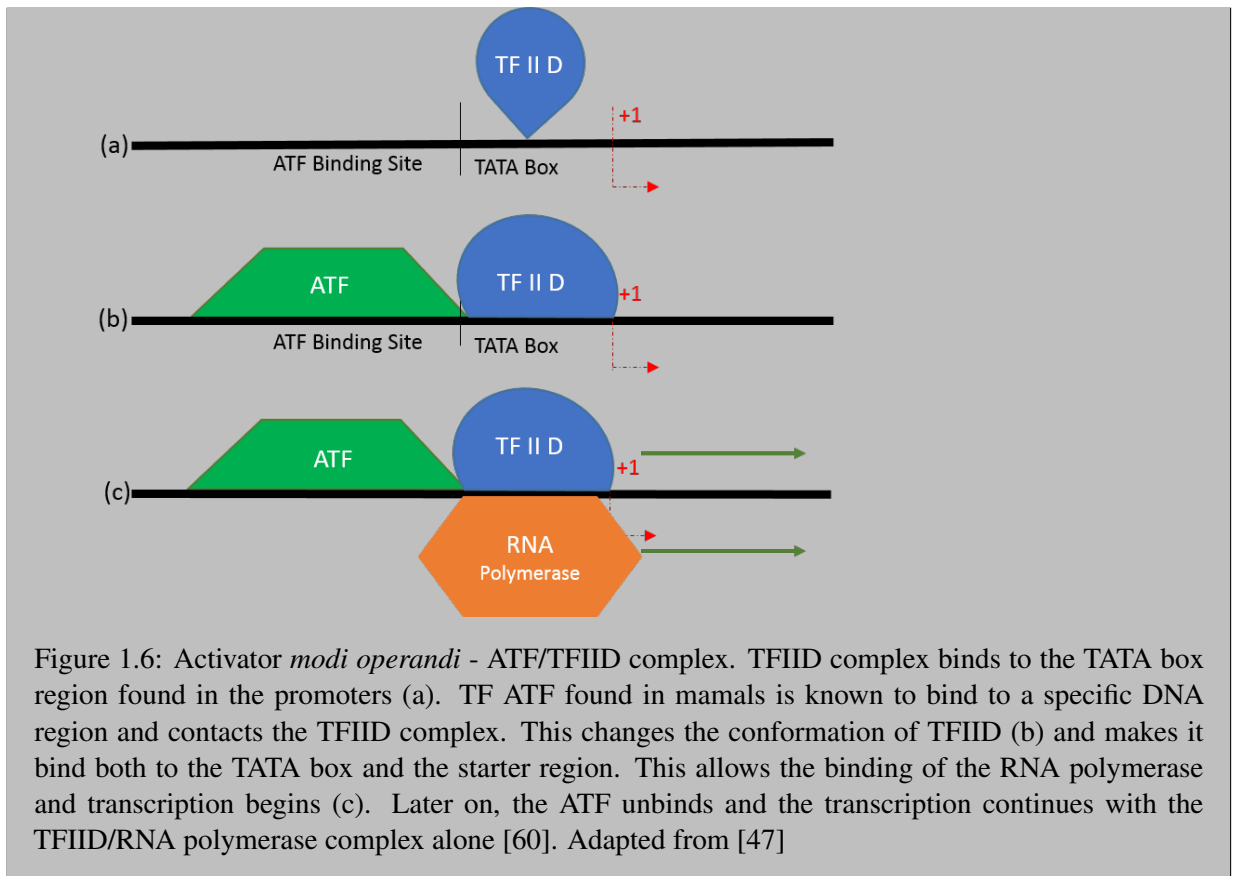 TF II D
+1
(a)
ATF Binding Site
TATA Box
ATF
TF II D
+1
(b)
ATF Binding Site
TATA Box
ATF
TF II D
+1
(c)
RNA
Polymerase
Figure 1.6: Activator modi operandi - ATF/TFIID complex. TFIID complex binds to the TATA box
region found in the promoters (a). TF ATF found in mamals is known to bind to a specific DNA
region and contacts the TFIID complex. This changes the conformation of TFIID (b) and makes it
bind both to the TATA box and the starter region. This allows the binding of the RNA polymerase
and transcription begins (c). Later on, the ATF unbinds and the transcription continues with the
TFIID/RNA polymerase complex alone [60]. Adapted from [47]